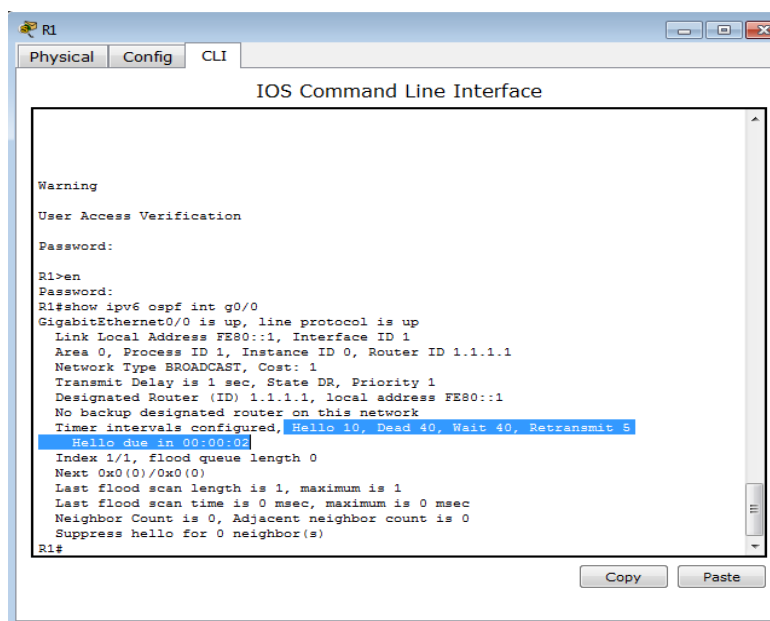 R1
Physical Config CLI
IOS Command Line Interface
Warning
User Access Verification
Password:
R1>en
Password:
R1#show ipv6 ospf int g0/0
GigabitEthernet0/0 is up, line protocol is up
Link Local Address FE80::1, Interface ID 1
Area 0, Process ID 1, Instance ID 0, Router ID 1.1.1.1
Network Type BROADCAST, Cost: 1
Transmit Delay is 1 sec, State DR, Priority 1
Designated Router (ID) 1.1.1.1, local address FE80::1
No backup designated router on this network
Timer intervals configured, Hello 10, Dead 40, Wait 40, Retransmit 5
Hello due in 00:00:02
Index 1/1, flood queue length 0
Next 0x0(0)/0x0(0)
Last flood scan length is 1, maximum is 1
Last flood scan time is 0 msec, maximum is 0 msec
Neighbor Count is 0, Adjacent neighbor count is 0
Suppress hello for 0 neighbor(s)
R1#
Copy Paste